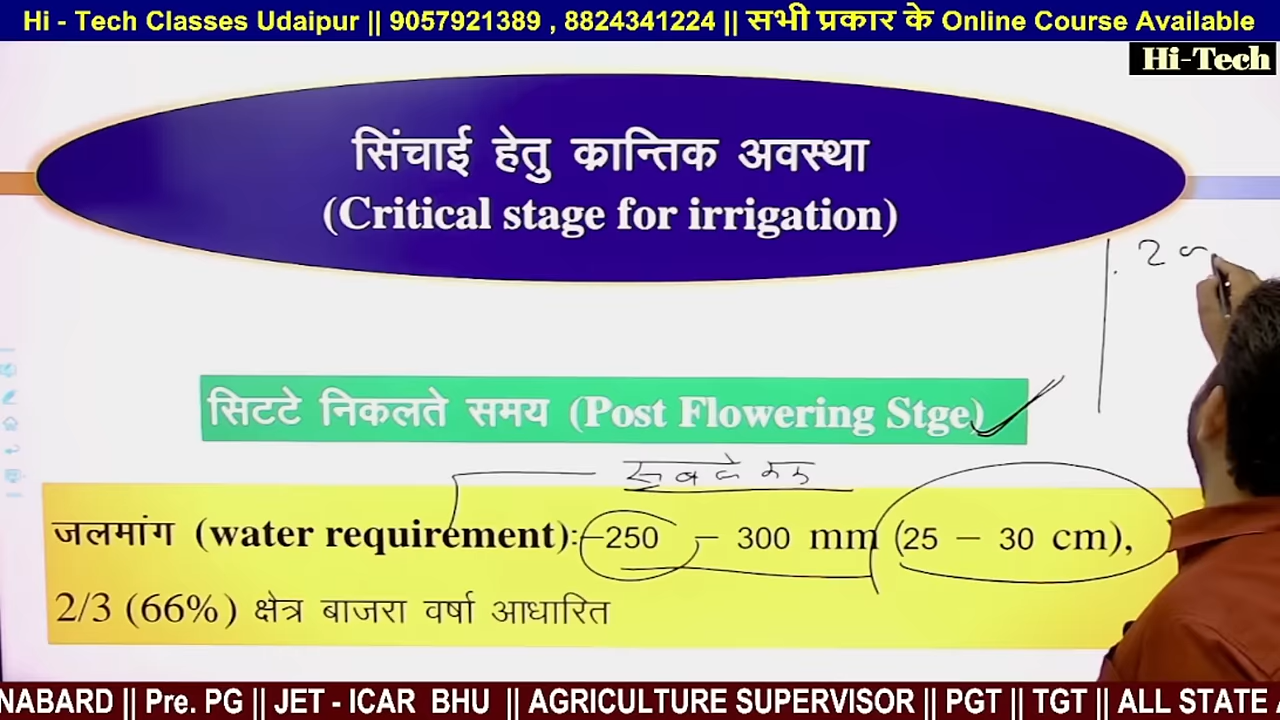 Hi - Tech Classes Udaipur || 9057921389 , 8824341224 || सभी प्रकार के Online Course Available
Hi-Tech
सिंचाई हेतु क्रान्तिक अवस्था
(Critical stage for irrigation)
सिटटे निकलते समय (Post Flowering Stge)
सबसे कम
जलमांग (water requirement):-250 - 300 mm (25 - 30 cm),
2/3 (66%) क्षेत्र बाजरा वर्षा आधारित
NABARD || Pre. PG || JET - ICAR BHU || AGRICULTURE SUPERVISOR || PGT || TGT || ALL STATE